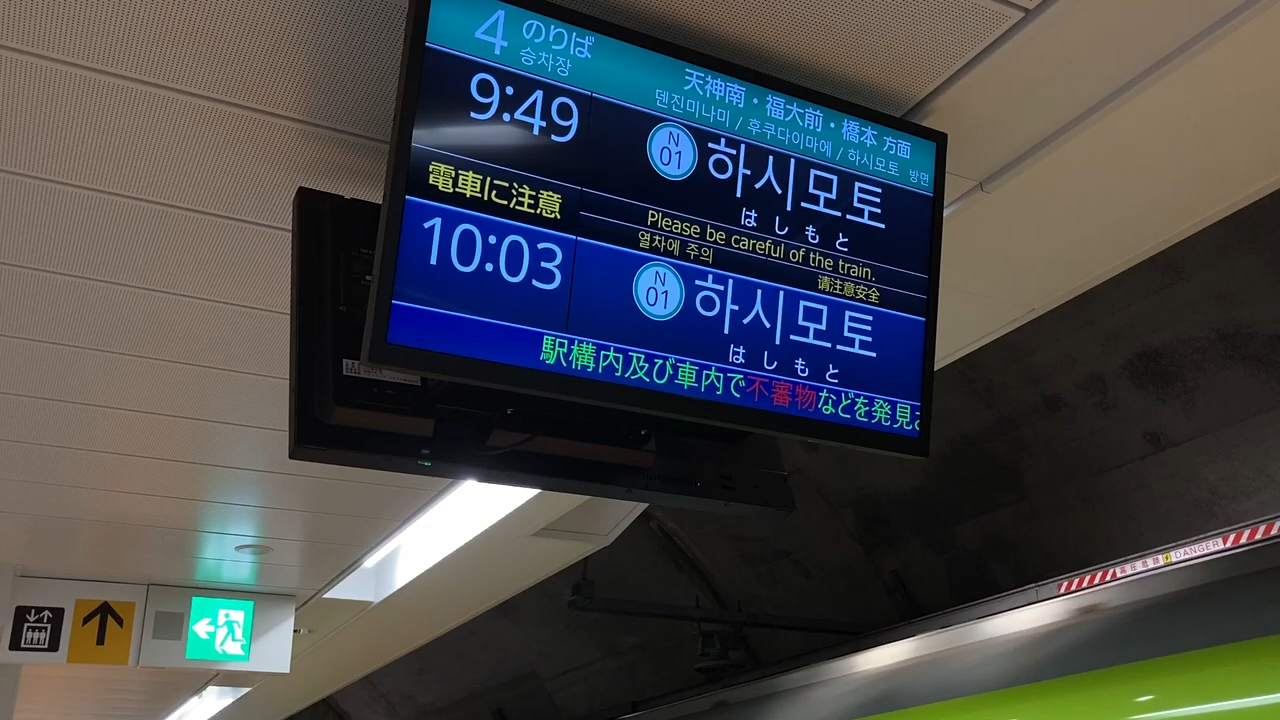 4 のりば
승차장
天神南・福大前・橋本 方面
덴진미나미 / 후쿠다이마에 / 하시모토 방면
9:49
N 01 하시모토
はしもと
電車に注意
Please be careful of the train.
열차에 주의
请注意安全
10:03
N 01 하시모토
はしもと
駅構内及び車内で不審物などを発見さ
DANGER